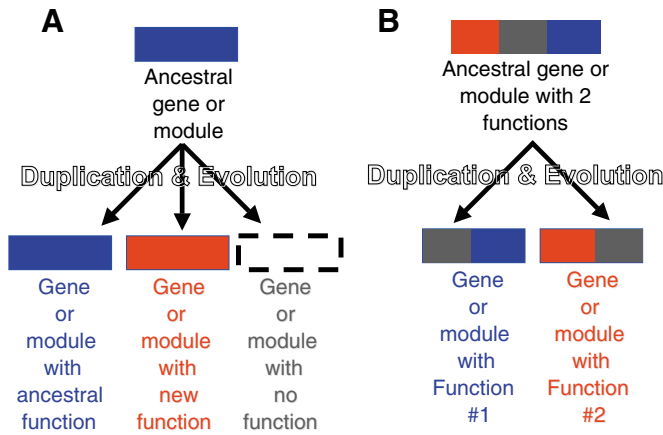 A
Ancestral
gene or
module
Duplication & Evolution
Gene
or
module
with
ancestral
function
Gene
or
module
with
new
function
Gene
or
module
with
no
function
B
Ancestral gene or
module with 2
functions
Duplication & Evolution
Gene
or
module
with
Function
#1
Gene
or
module
with
Function
#2